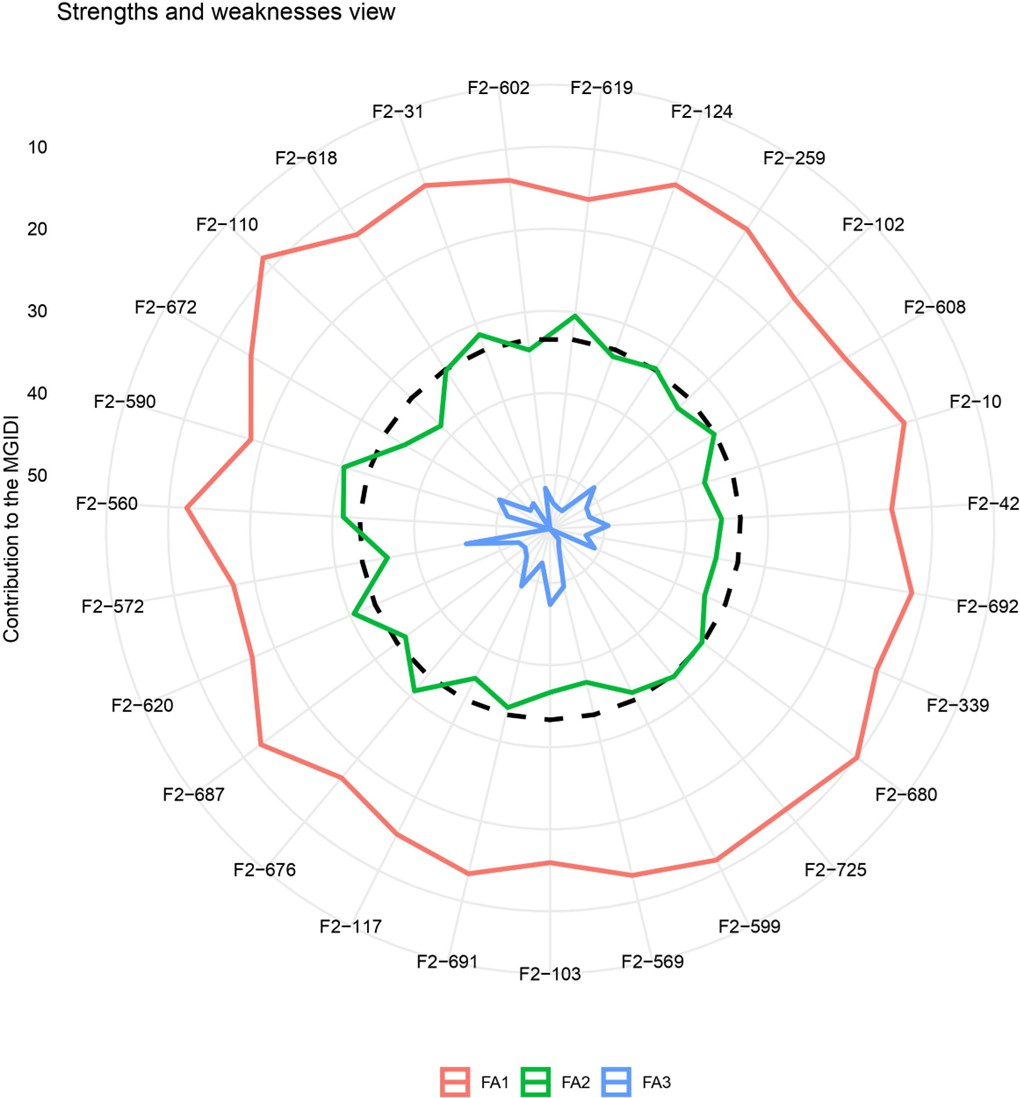 Strengths and weaknesses view
F2−602
F2−619
F2−31
F2−124
10
F2−618
F2−259
20
F2−110
F2−102
30
F2−672
F2−608
40
F2−590
F2−10
50
F2−560
F2−42
Contribution to the MGIDI
F2−572
F2−692
F2−620
F2−339
F2−687
F2−680
F2−676
F2−725
F2−117
F2−599
F2−691
F2−569
F2−103
FA1 FA2 FA3